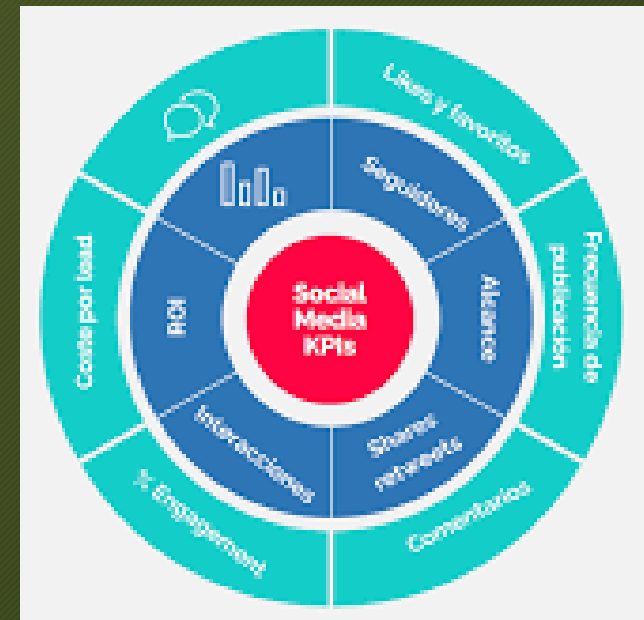 Social
Media
KPIs
Seguidores
Alcance
Shares
retweets
Interacciones
ROI
Likes y favoritos
Frecuencia de
publicación
Comentarios
% Engagement
Coste por lead